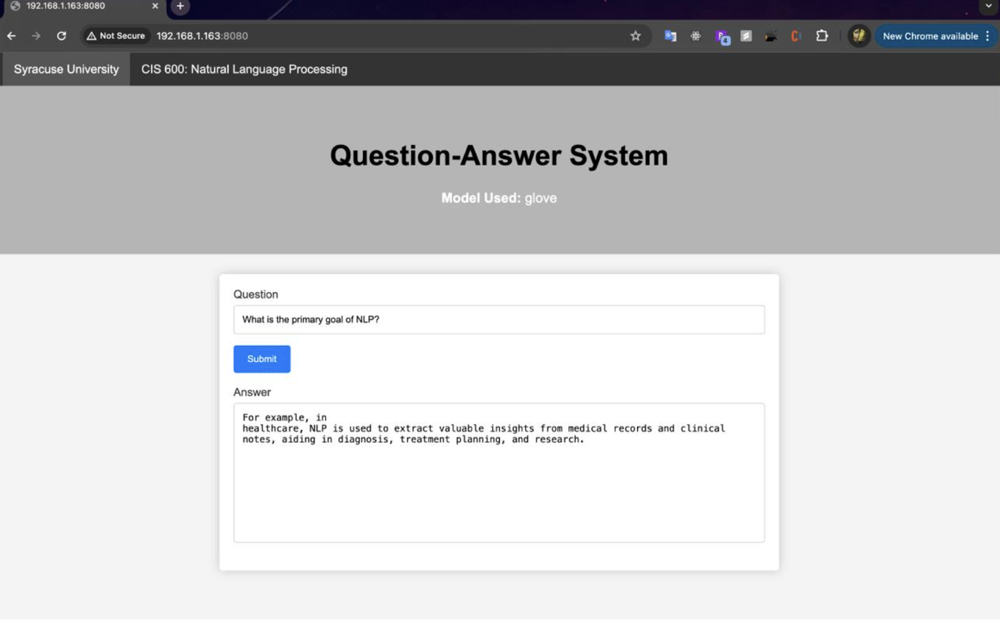 192.168.1.163:8080
Not Secure 192.168.1.163:8080
4
New Chrome available
Syracuse University CIS 600: Natural Language Processing
Question-Answer System
Model Used: glove
Question
What is the primary goal of NLP?
Submit
Answer
For example, in
healthcare, NLP is used to extract valuable insights from medical records and clinical
notes, aiding in diagnosis, treatment planning, and research.